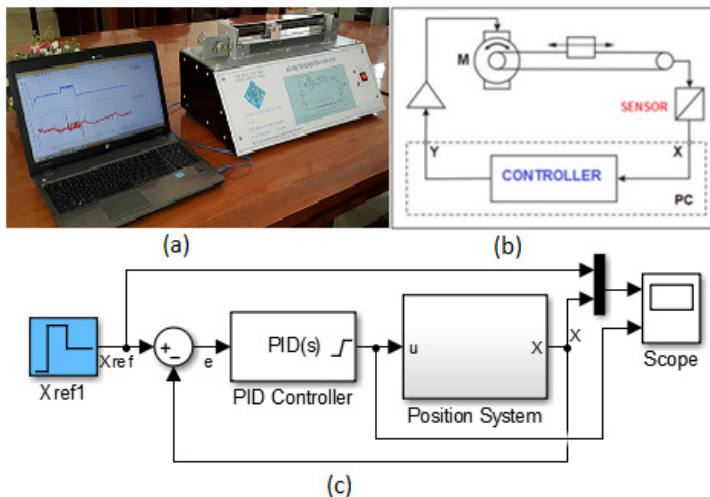 (a)
M
SENSOR
Y
X
CONTROLLER
PC
(b)
Xref
Xref1
+
−
e
PID(s)
PID Controller
u
X
Position System
X
Scope
(c)